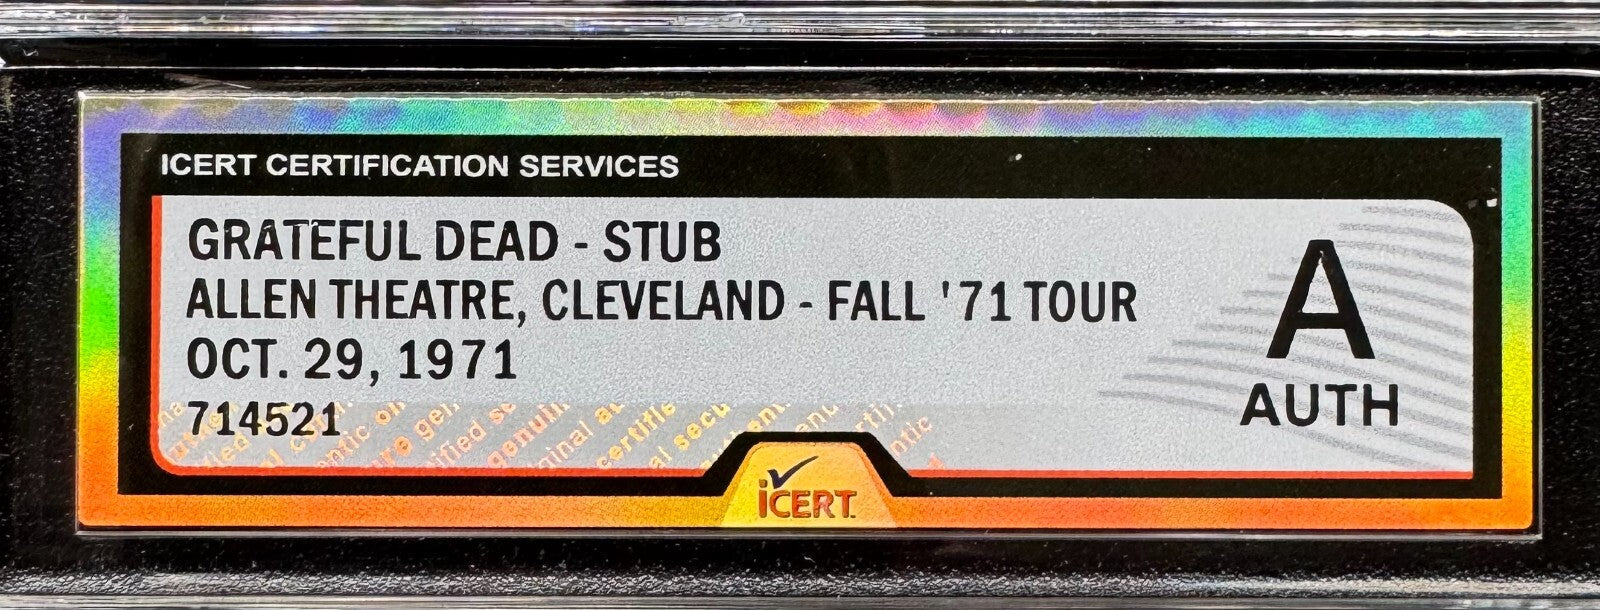 ICERT CERTIFICATION SERVICES
GRATEFUL DEAD - STUB
ALLEN THEATRE, CLEVELAND - FALL '71 TOUR
OCT. 29, 1971
714521
A
AUTH
iCERT